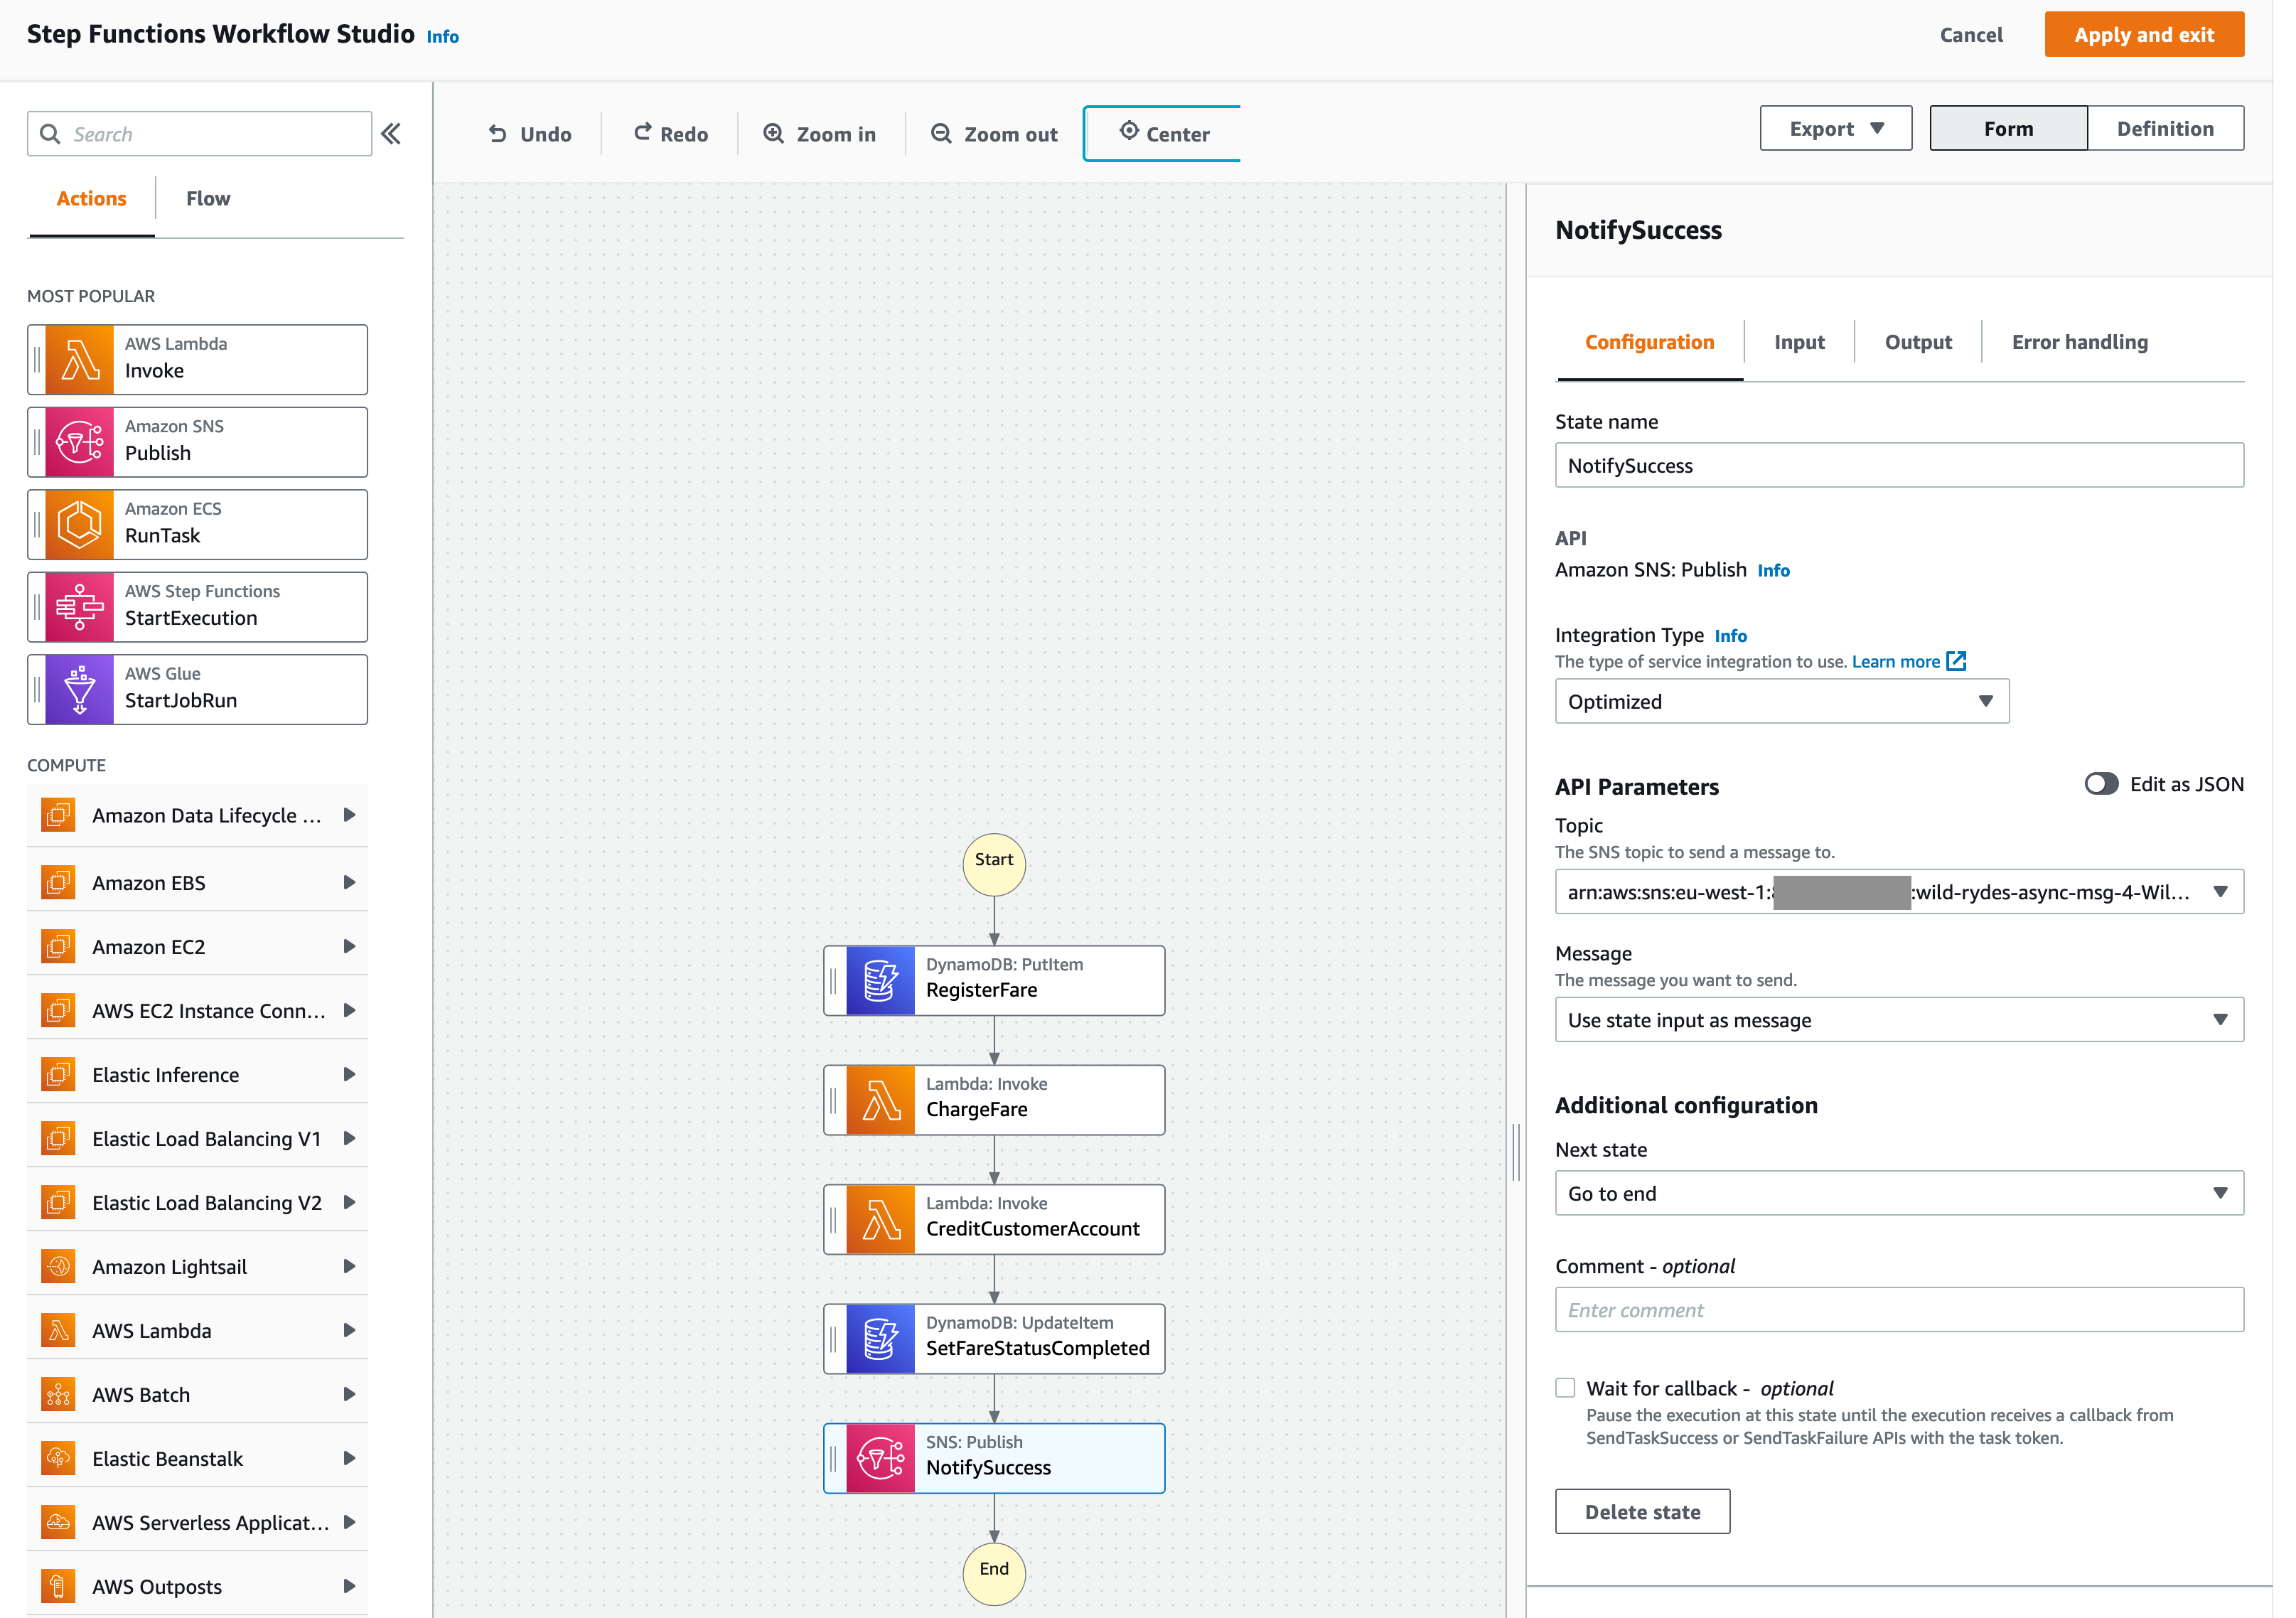 Step Functions Workflow Studio Info
Cancel
Apply and exit
Search
Undo
Redo
Zoom in
Zoom out
Center
Export
Form
Definition
Actions
Flow
MOST POPULAR
AWS Lambda
Invoke
Amazon SNS
Publish
Amazon ECS
RunTask
AWS Step Functions
StartExecution
AWS Glue
StartJobRun
COMPUTE
Amazon Data Lifecycle ...
Amazon EBS
Amazon EC2
AWS EC2 Instance Conn...
Elastic Inference
Elastic Load Balancing V1
Elastic Load Balancing V2
Amazon Lightsail
AWS Lambda
AWS Batch
Elastic Beanstalk
AWS Serverless Applicat...
AWS Outposts
Start
DynamoDB: PutItem
RegisterFare
Lambda: Invoke
ChargeFare
Lambda: Invoke
CreditCustomerAccount
DynamoDB: UpdateItem
SetFareStatusCompleted
SNS: Publish
NotifySuccess
End
NotifySuccess
Configuration
Input
Output
Error handling
State name
NotifySuccess
API
Amazon SNS: Publish Info
Integration Type Info
The type of service integration to use. Learn more
Optimized
API Parameters
Edit as JSON
Topic
The SNS topic to send a message to.
arn:aws:sns:eu-west-1: :wild-rydes-async-msg-4-Wil...
Message
The message you want to send.
Use state input as message
Additional configuration
Next state
Go to end
Comment - optional
Enter comment
Wait for callback - optional
Pause the execution at this state until the execution receives a callback from
SendTaskSuccess or SendTaskFailure APIs with the task token.
Delete state